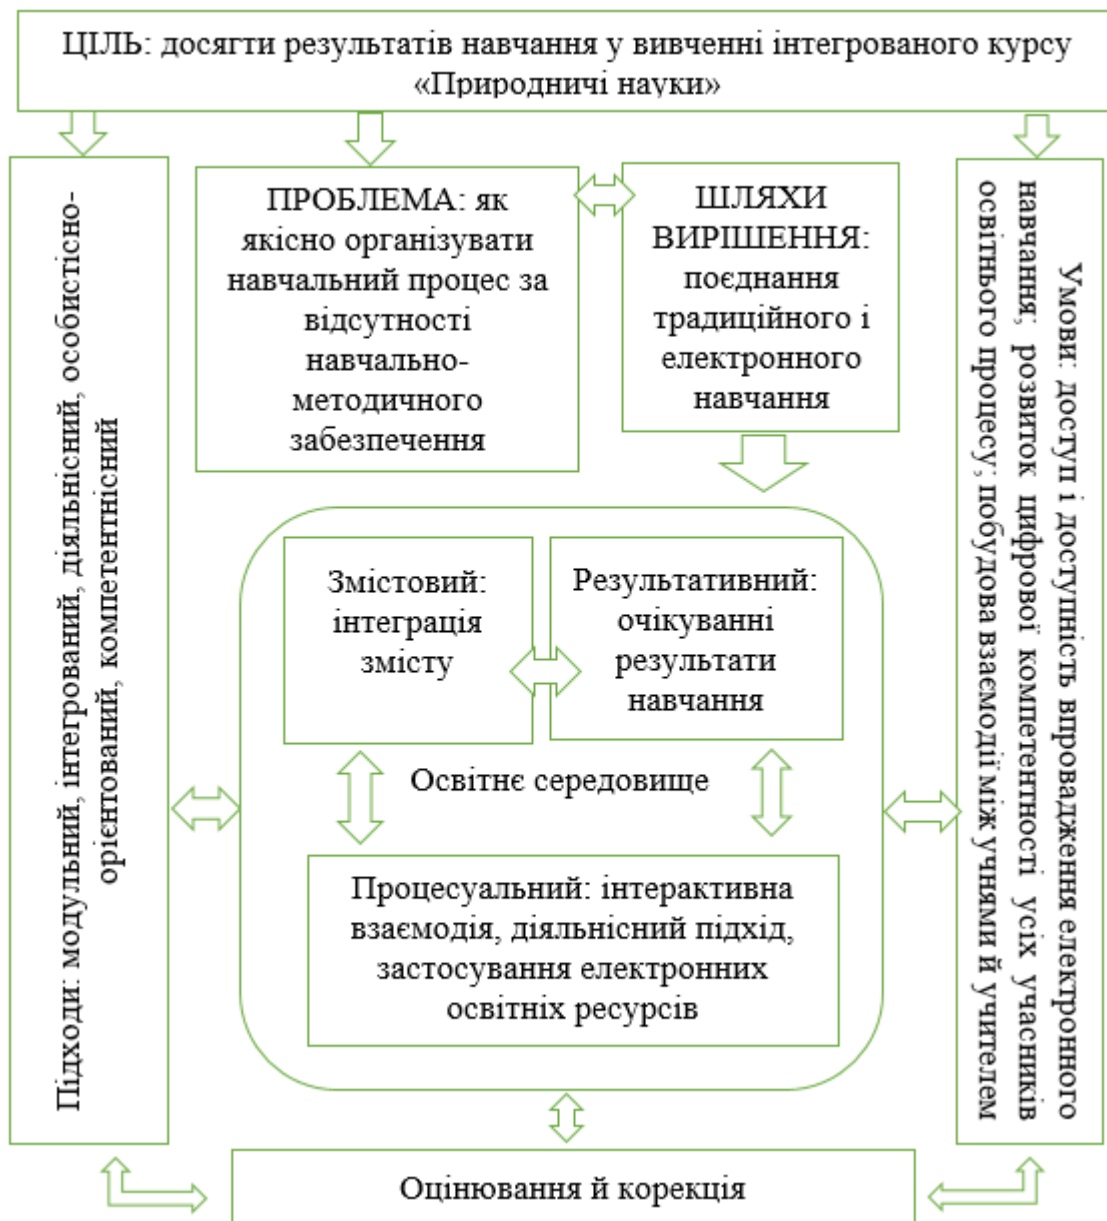 ЦІЛЬ: досягти результатів навчання у вивченні інтегрованого курсу
«Природничі науки»
Підходи: модульний, інтегрований, діяльнісний, особистісно-
орієнтований, компетентнісний
ПРОБЛЕМА: як
якісно організувати
навчальний процес за
відсутності
навчально-
методичного
забезпечення
ШЛЯХИ
ВИРІШЕННЯ:
поєднання
традиційного і
електронного
навчання
Умови: доступ і доступність впровадження електронного
навчання; розвиток цифрової компетентності усіх учасників
освітнього процесу; побудова взаємодії між учнями й учителем
Змістовий:
інтеграція
змісту
Результативний:
очікуванні
результати
навчання
Освітнє середовище
Процесуальний: інтерактивна
взаємодія, діяльнісний підхід,
застосування електронних
освітніх ресурсів
Оцінювання й корекція